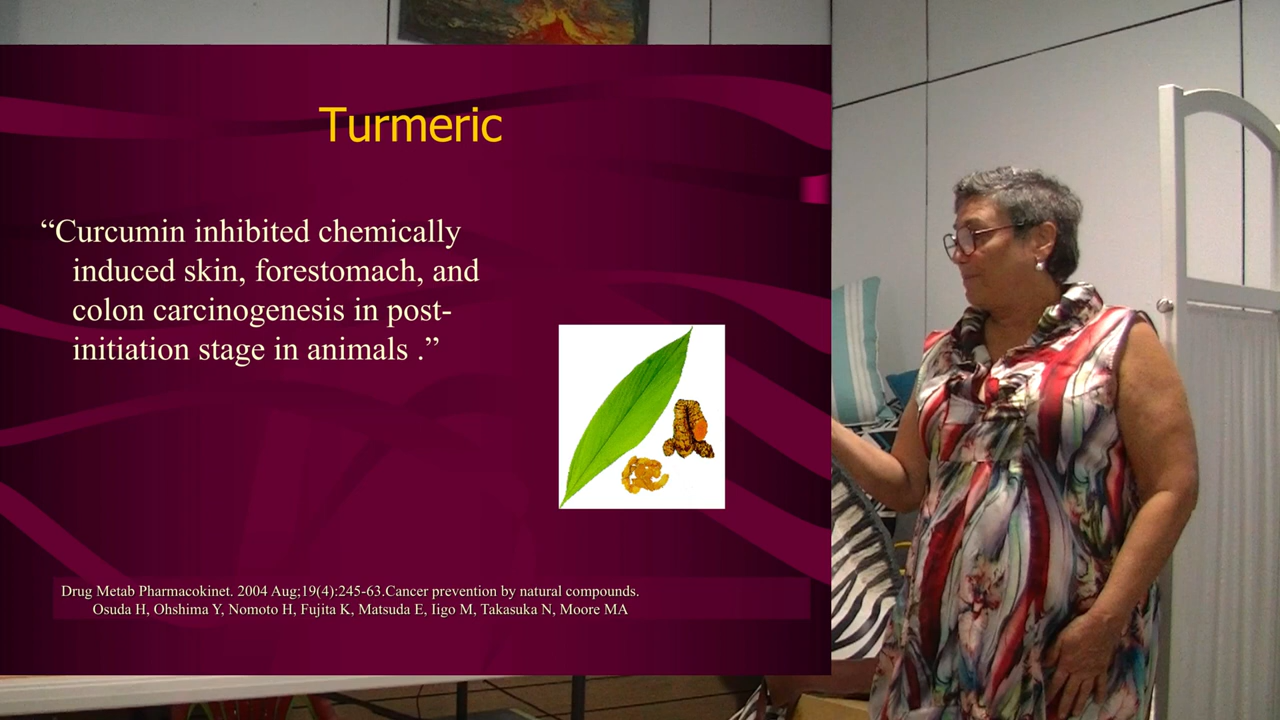 Turmeric
“Curcumin inhibited chemically
induced skin, forestomach, and
colon carcinogenesis in post-
initiation stage in animals .”
Drug Metab Pharmacokinet. 2004 Aug;19(4):245-63.Cancer prevention by natural compounds.
Osuda H, Ohshima Y, Nomoto H, Fujita K, Matsuda E, Iigo M, Takasuka N, Moore MA